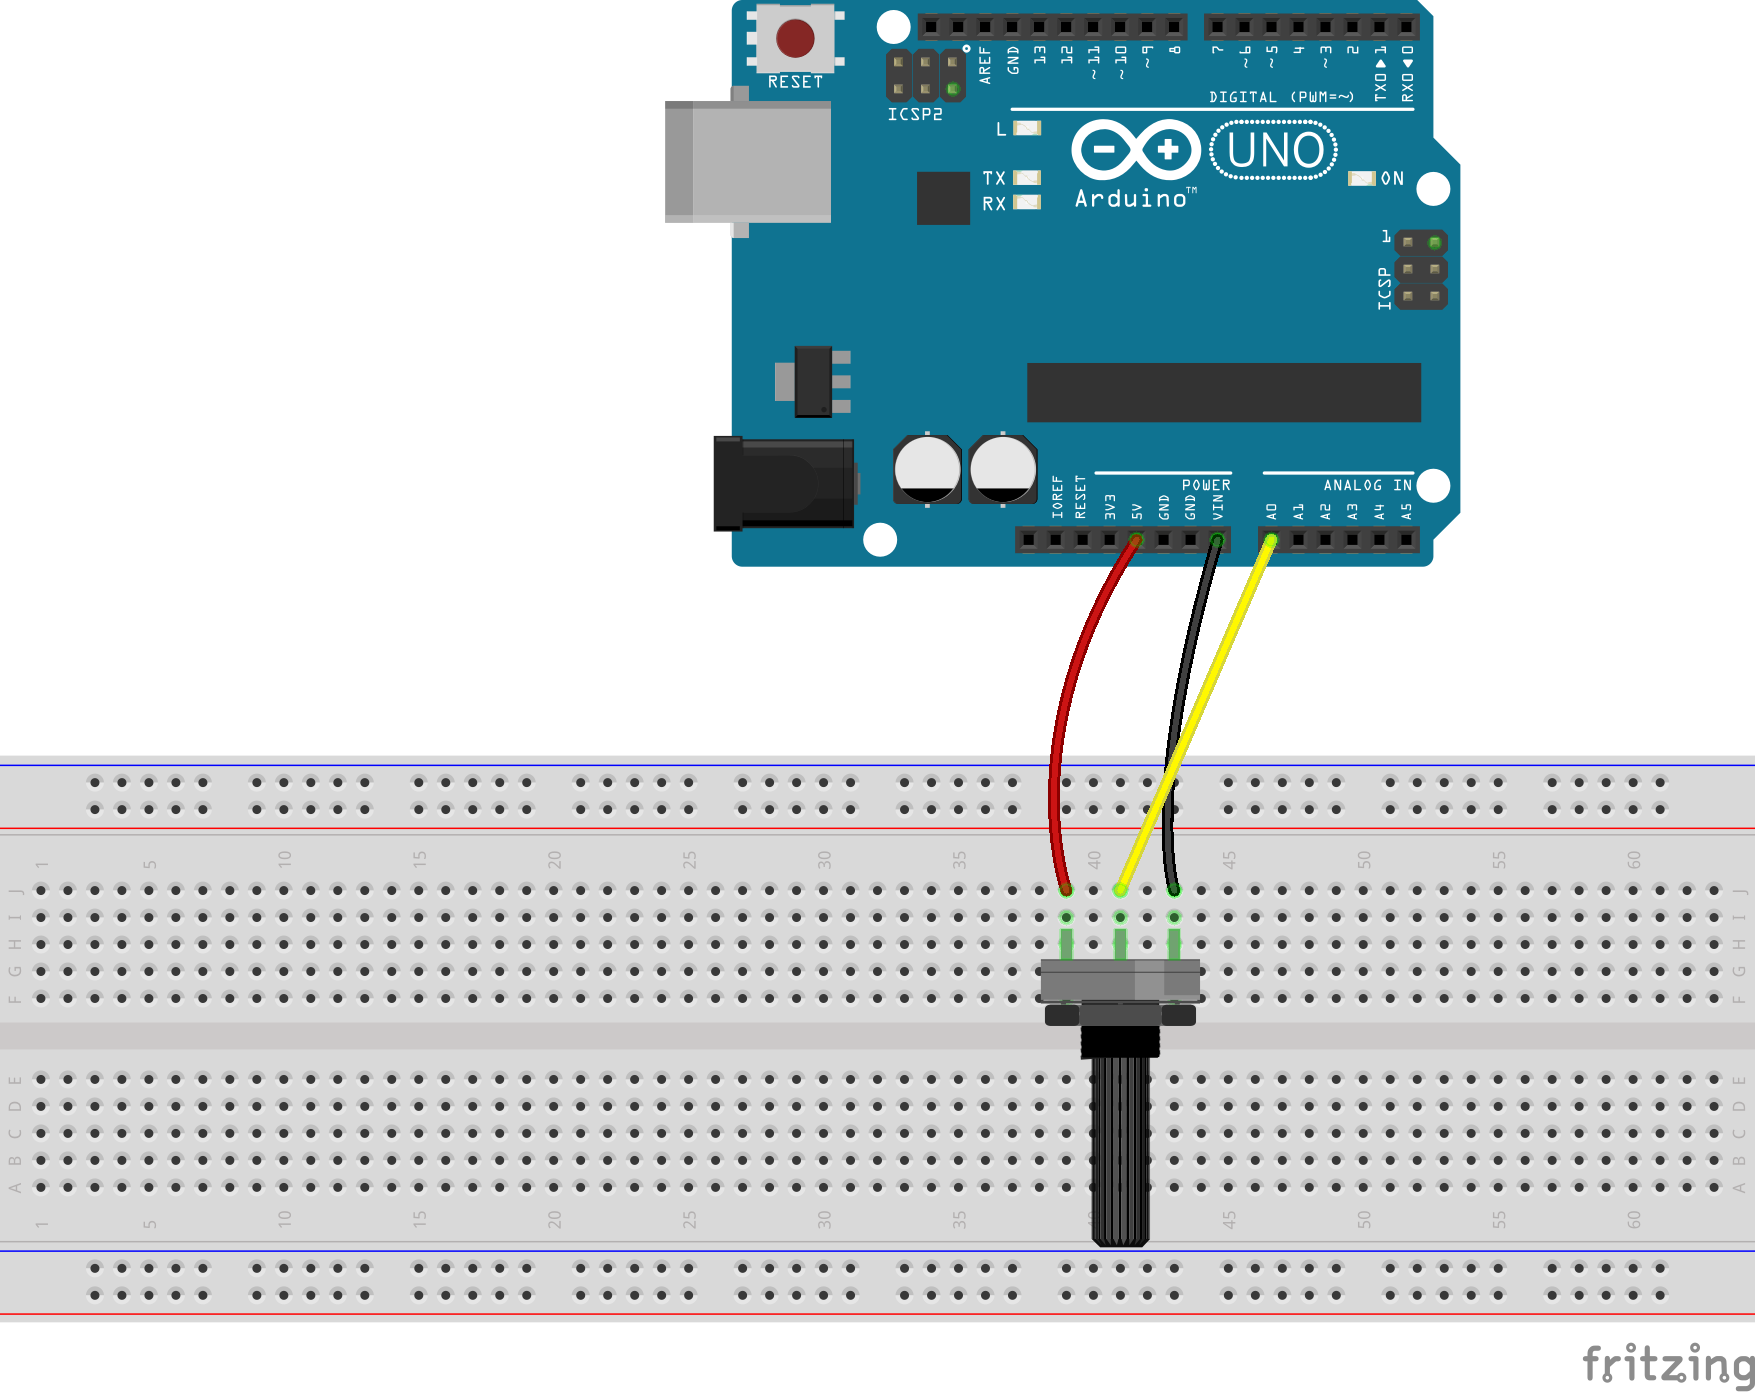 RESET
ICSP2
AREF
GND
13
12
~11
~10
~9
8
7
~6
~5
4
~3
2
TX0▶1
RX0◀0
DIGITAL (PWM=~)
L
TX
RX
Arduino™
UNO
ON
1
ICSP
POWER
ANALOG IN
IOREF
RESET
3V3
5V
GND
GND
VIN
A0
A1
A2
A3
A4
A5
1 5 10 15 20 25 30 35 40 45 50 55 60
J J
I I
H H
G G
F F
E E
D D
C C
B B
A A
1 5 10 15 20 25 30 35 45 50 55 60
fritzing